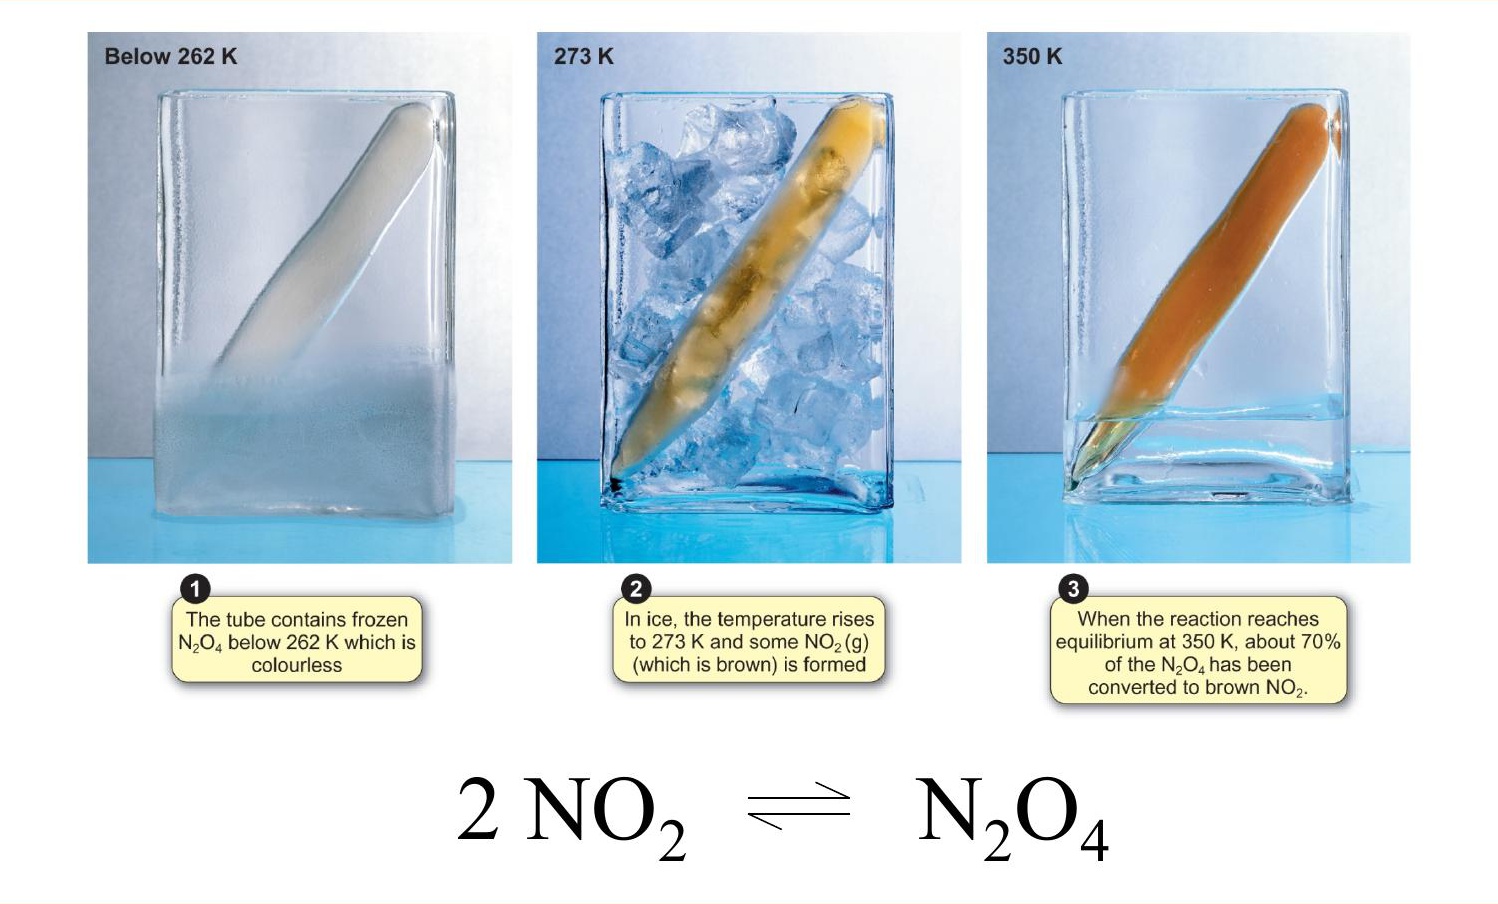 Below 262 K
273 K
350 K
1
The tube contains frozen
N₂O₄ below 262 K which is
colourless
2
In ice, the temperature rises
to 273 K and some NO₂ (g)
(which is brown) is formed
3
When the reaction reaches
equilibrium at 350 K, about 70%
of the N₂O₄ has been
converted to brown NO₂.
2 NO₂ ⇌ N₂O₄